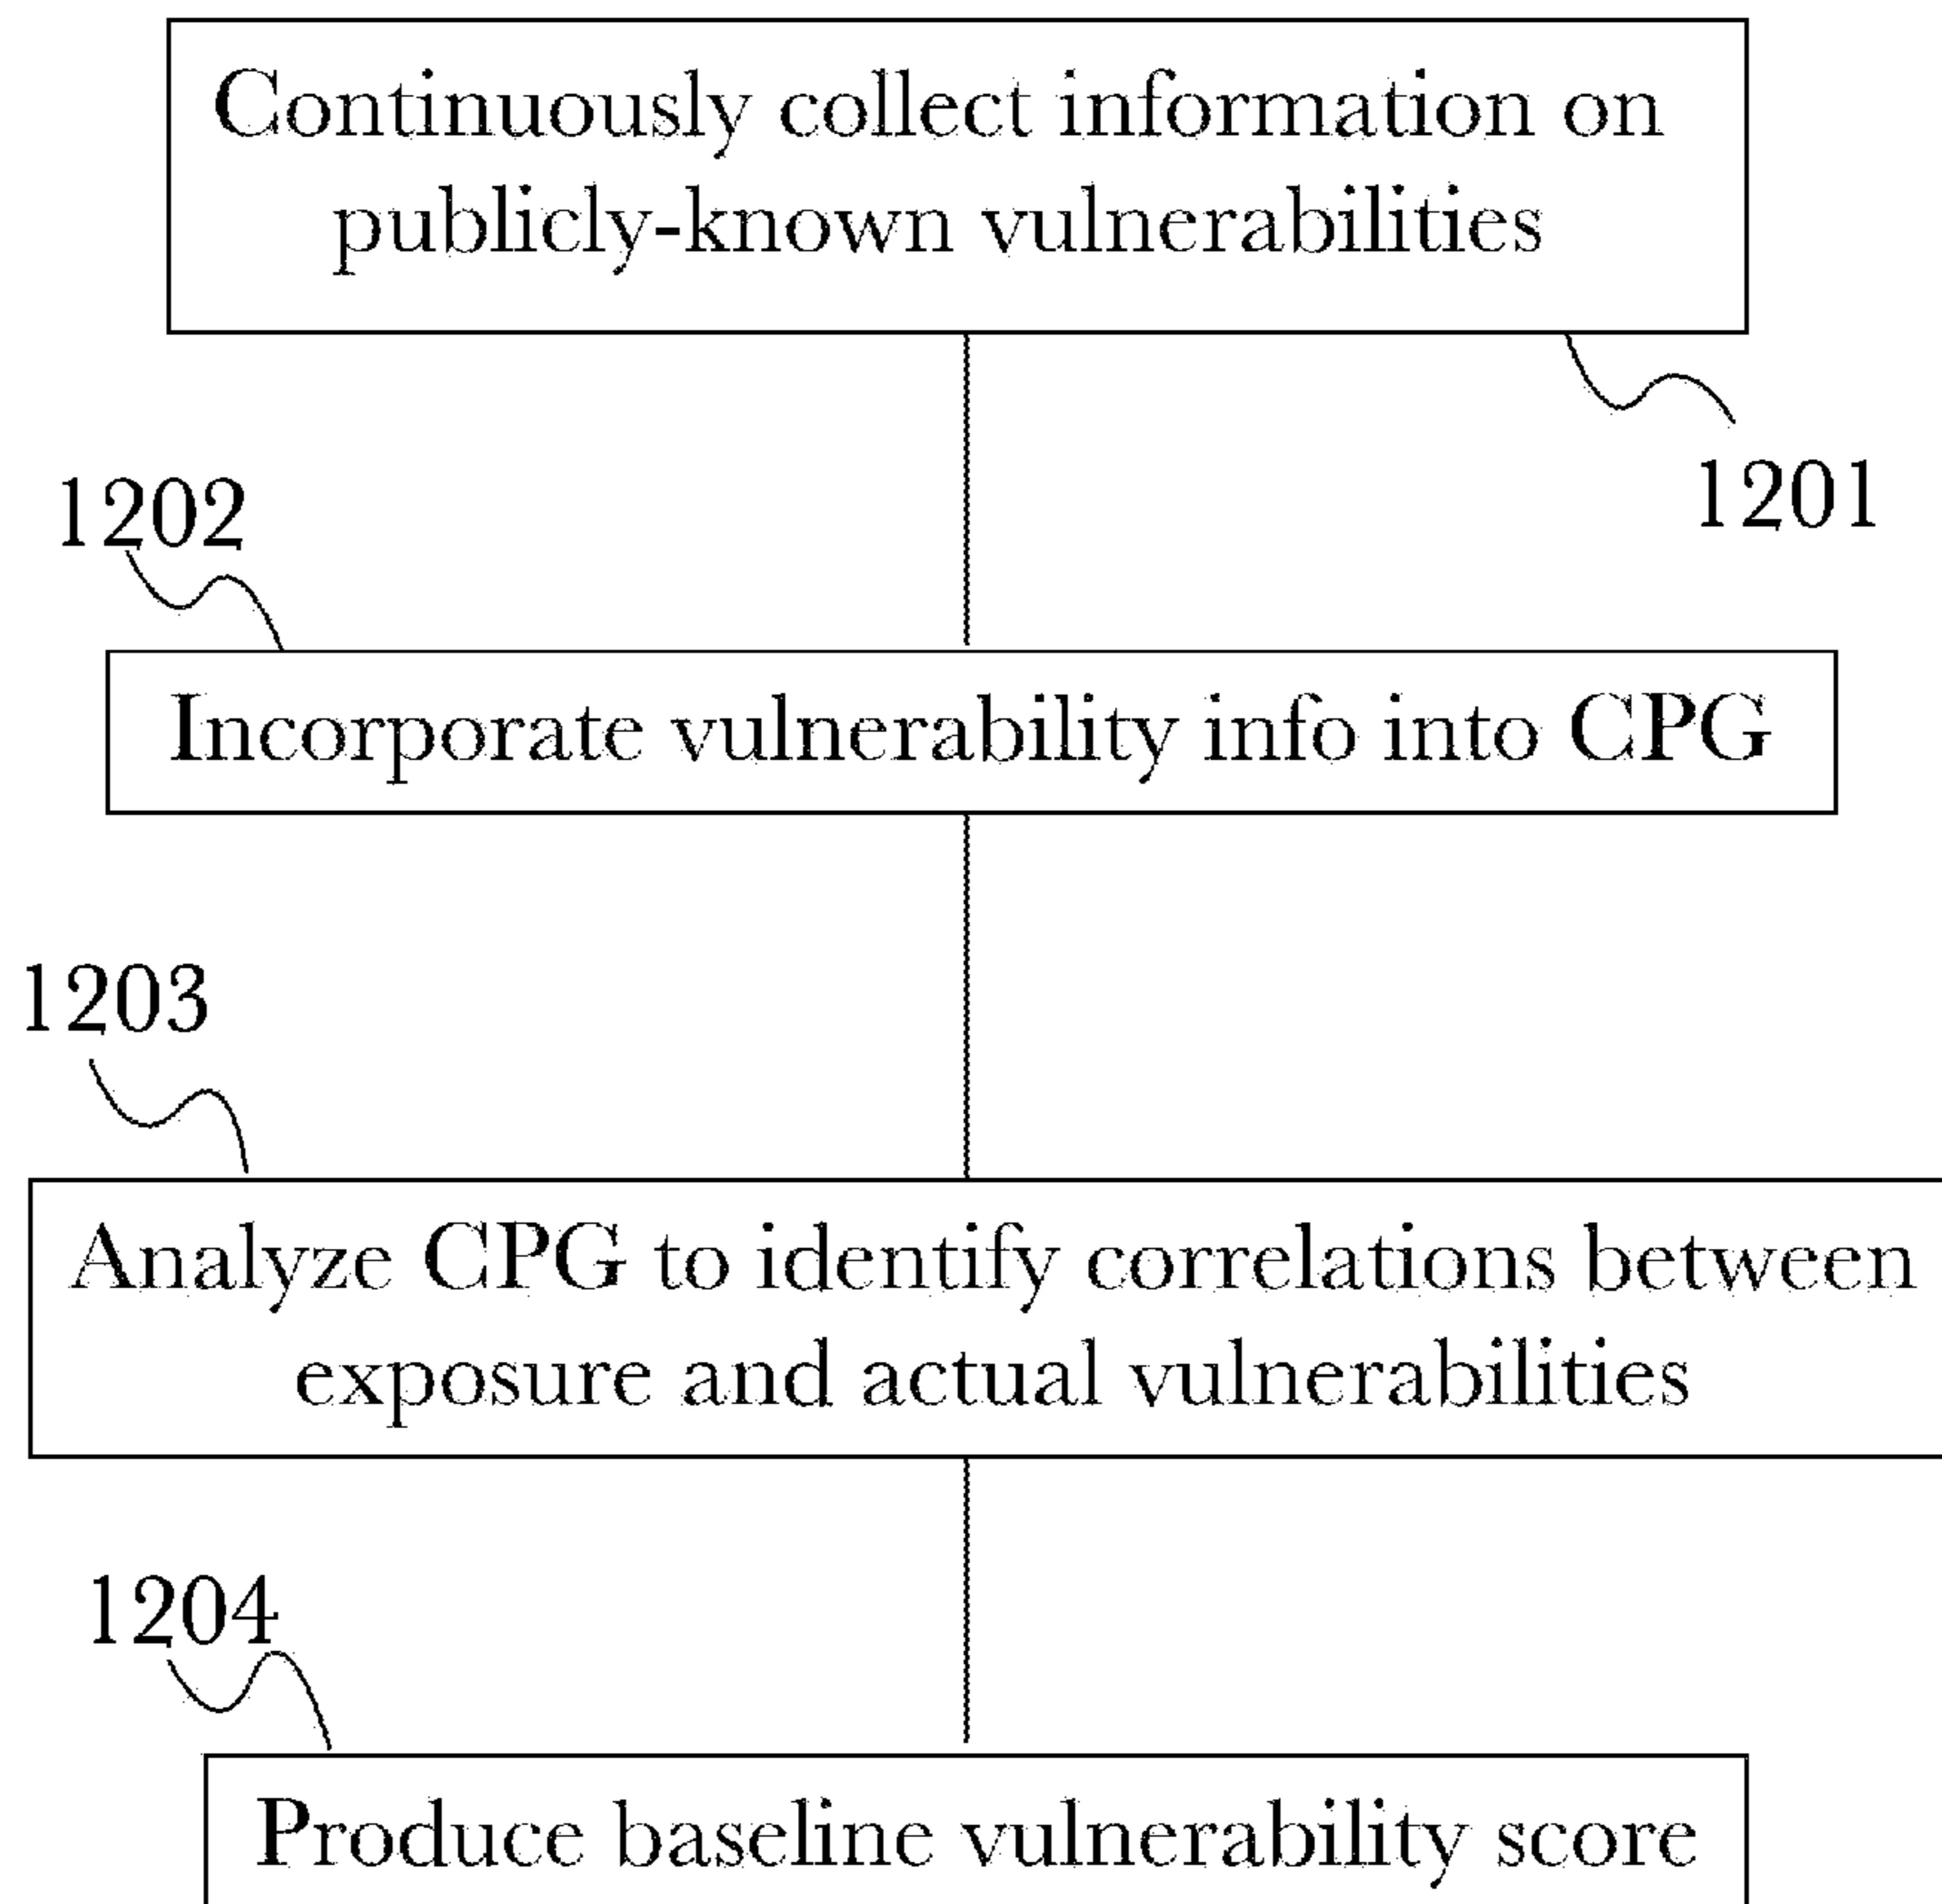 Continuously collect information on
publicly-known vulnerabilities
1201
1202
Incorporate vulnerability info into CPG
1203
Analyze CPG to identify correlations between
exposure and actual vulnerabilities
1204
Produce baseline vulnerability score